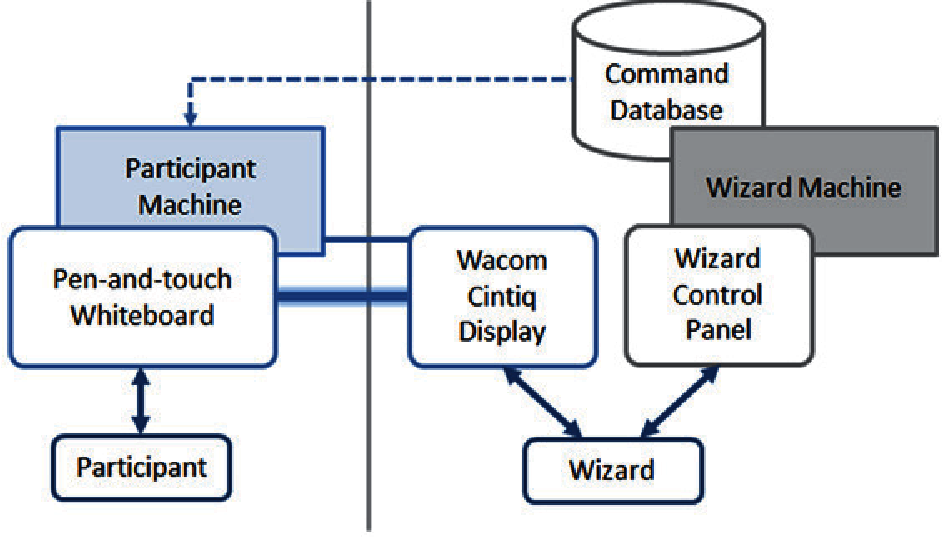 Command
Database
Participant
Machine
Wizard Machine
Pen-and-touch
Whiteboard
Wacom
Cintiq
Display
Wizard
Control
Panel
Participant
Wizard